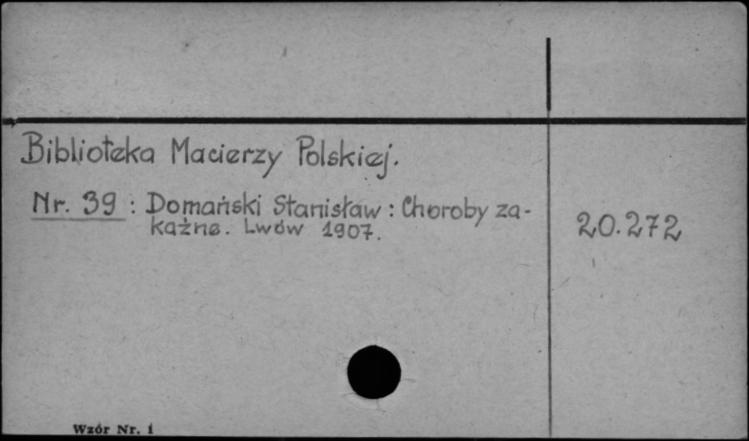 Biblioteka Macierzy Polskiej.
Nr. 39 : Domański Stanisław : Choroby za-
kaźne. Lwów 1907.
20.272
Wzór Nr. 1